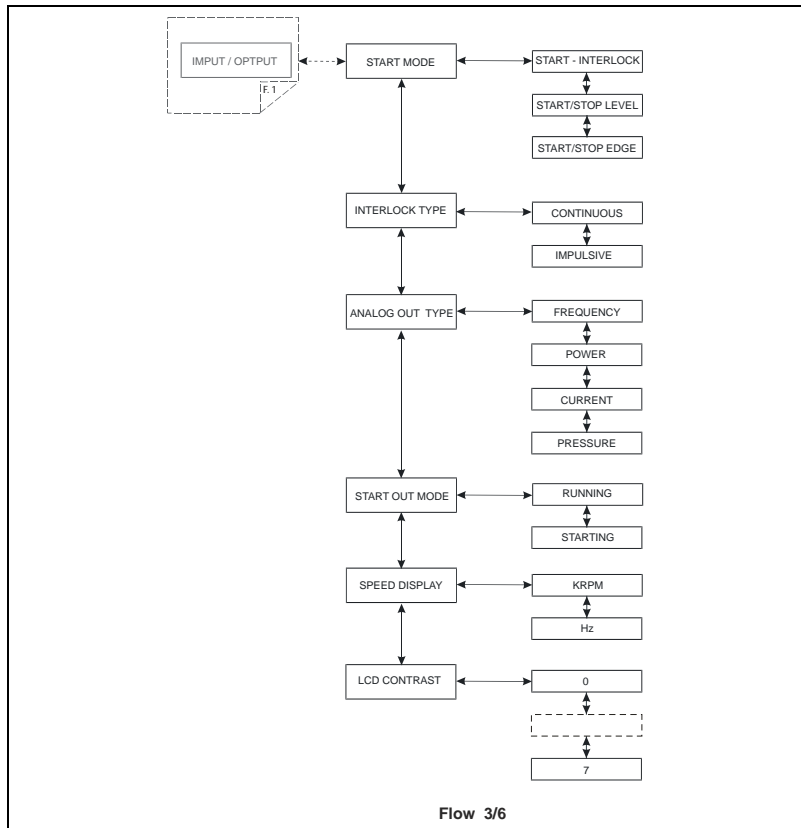 IMPUT / OPTPUT
F. 1
START MODE
START - INTERLOCK
START/STOP LEVEL
START/STOP EDGE
INTERLOCK TYPE
CONTINUOUS
IMPULSIVE
ANALOG OUT TYPE
FREQUENCY
POWER
CURRENT
PRESSURE
START OUT MODE
RUNNING
STARTING
SPEED DISPLAY
KRPM
Hz
LCD CONTRAST
0
7
Flow 3/6